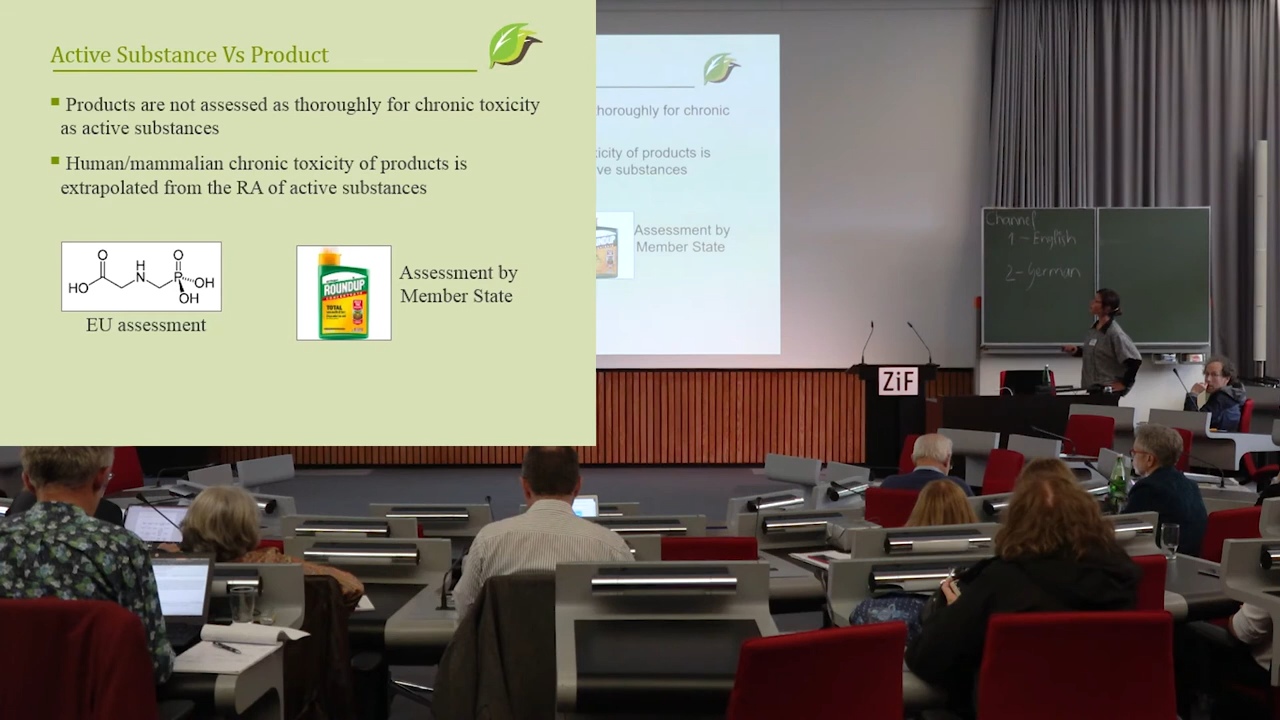 Active Substance Vs Product
Products are not assessed as thoroughly for chronic toxicity
as active substances
Human/mammalian chronic toxicity of products is
extrapolated from the RA of active substances
HO
O
H
N
O
P
OH
OH
EU assessment
ROUNDUP
TOTAL
Assessment by
Member State
horoughly for chronic
icity of products is
ve substances
Assessment by
Member State
Channel
1 – English
2 – German
ZiF